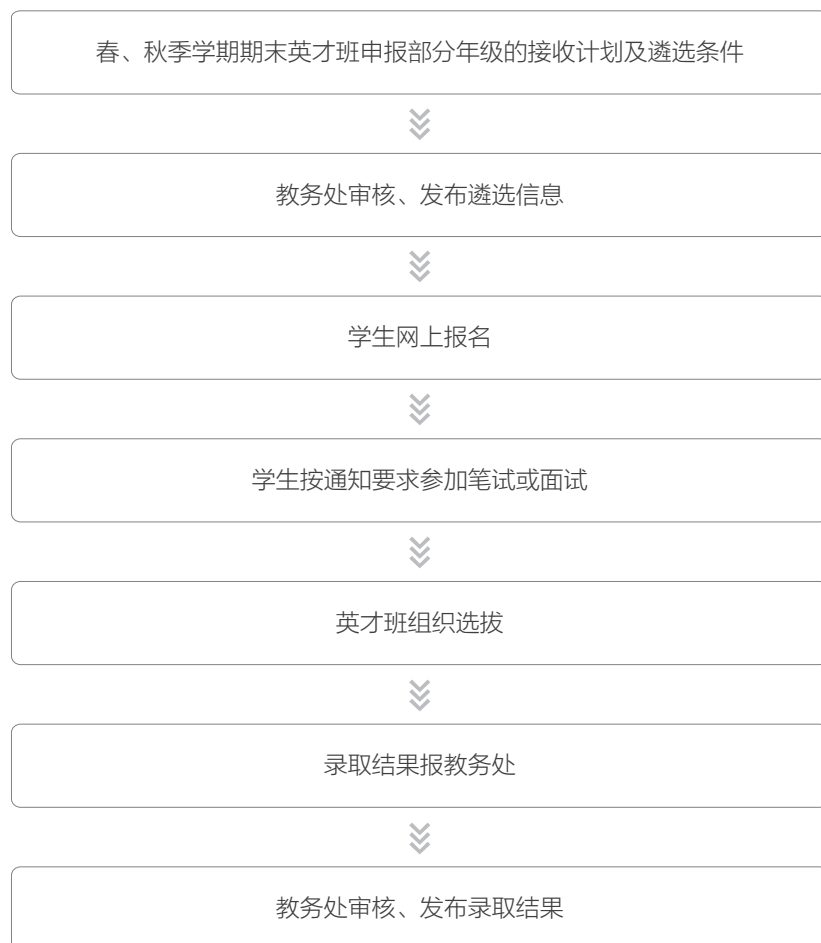 春、秋季学期期末英才班申报部分年级的接收计划及遴选条件
教务处审核、发布遴选信息
学生网上报名
学生按通知要求参加笔试或面试
英才班组织选拔
录取结果报教务处
教务处审核、发布录取结果